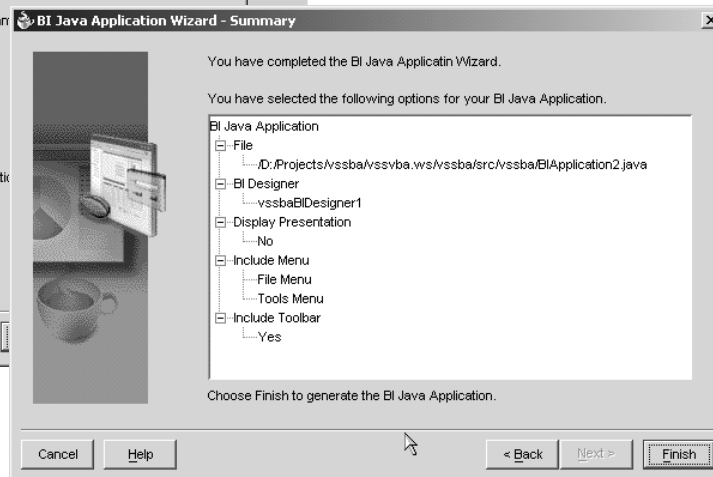 BI Java Application Wizard - Summary
You have completed the BI Java Applicatin Wizard.
You have selected the following options for your BI Java Application.
BI Java Application
File
/D:/Projects/vssba/vssvba.ws/vssba/src/vssba/BIApplication2.java
BI Designer
vssbaBIDesigner1
Display Presentation
No
Include Menu
File Menu
Tools Menu
Include Toolbar
Yes
Choose Finish to generate the BI Java Application.
Cancel Help < Back Next > Finish